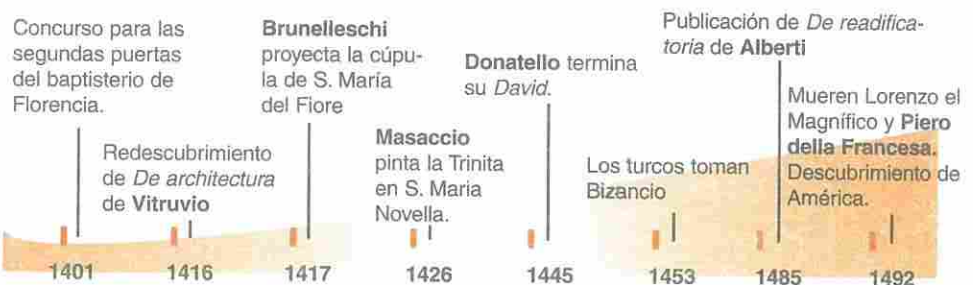 Concurso para las
segundas puertas
del baptisterio de
Florencia.
Redescubrimiento
de De architectura
de Vitruvio
Brunelleschi
proyecta la cúpu-
la de S. María
del Fiore
Masaccio
pinta la Trinita
en S. Maria
Novella.
Donatello termina
su David.
Los turcos toman
Bizancio
Publicación de De readifica-
toria de Alberti
Mueren Lorenzo el
Magnífico y Piero
della Francesa.
Descubrimiento de
América.
1401
1416
1417
1426
1445
1453
1485
1492